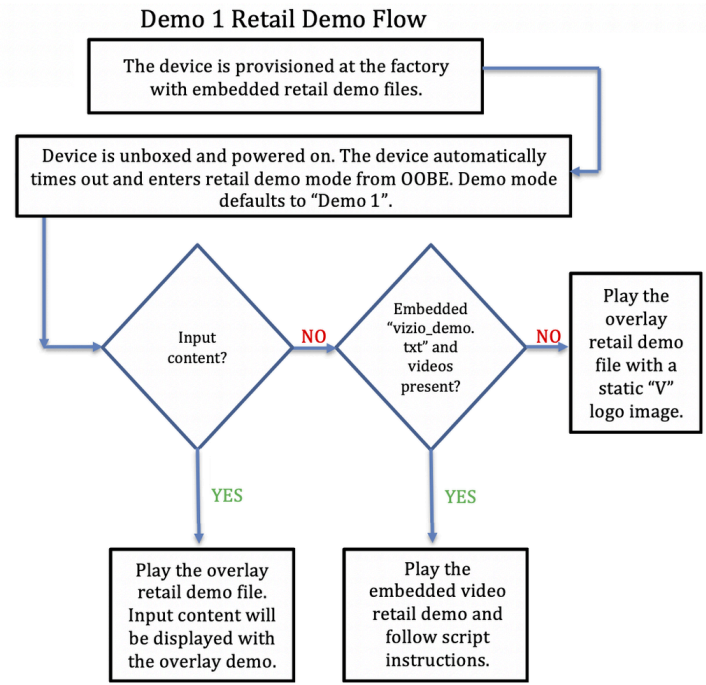 Demo 1 Retail Demo Flow
The device is provisioned at the factory
with embedded retail demo files.
Device is unboxed and powered on. The device automatically
times out and enters retail demo mode from OOBE. Demo mode
defaults to “Demo 1”.
Input
content?
NO
Embedded
“vizio_demo.
txt” and
videos
present?
NO
Play the
overlay
retail demo
file with a
static “V”
logo image.
YES
YES
Play the overlay
retail demo file.
Input content will
be displayed with
the overlay demo.
Play the
embedded video
retail demo and
follow script
instructions.